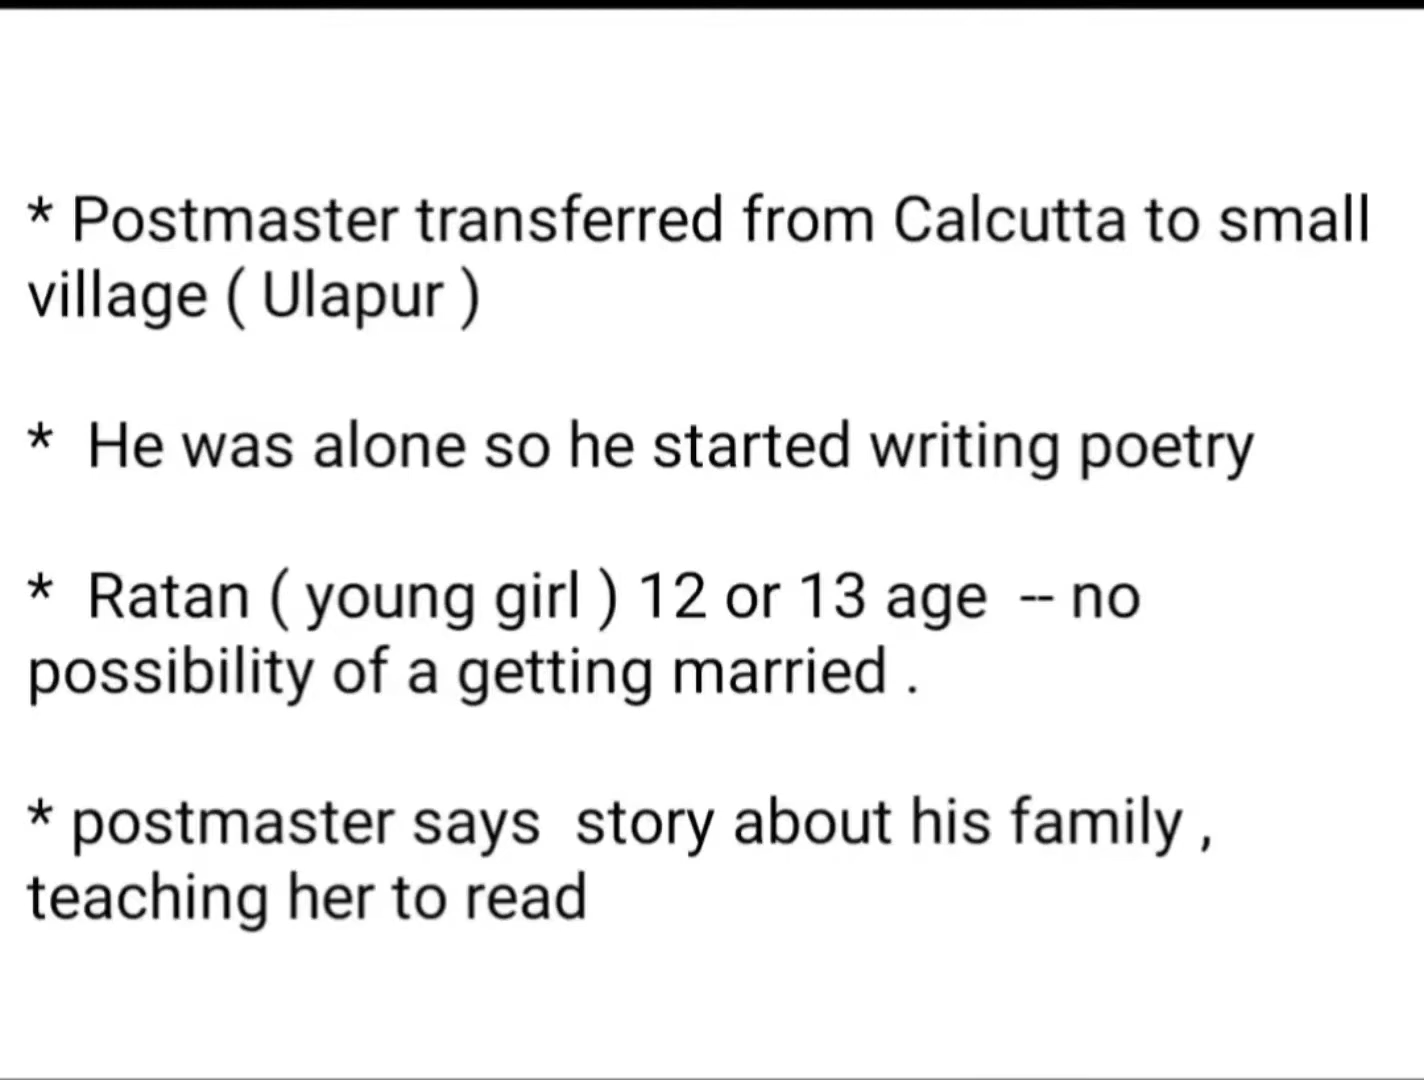 * Postmaster transferred from Calcutta to small
village ( Ulapur )
*  He was alone so he started writing poetry
*  Ratan ( young girl ) 12 or 13 age  -- no
possibility of a getting married .
* postmaster says  story about his family ,
teaching her to read